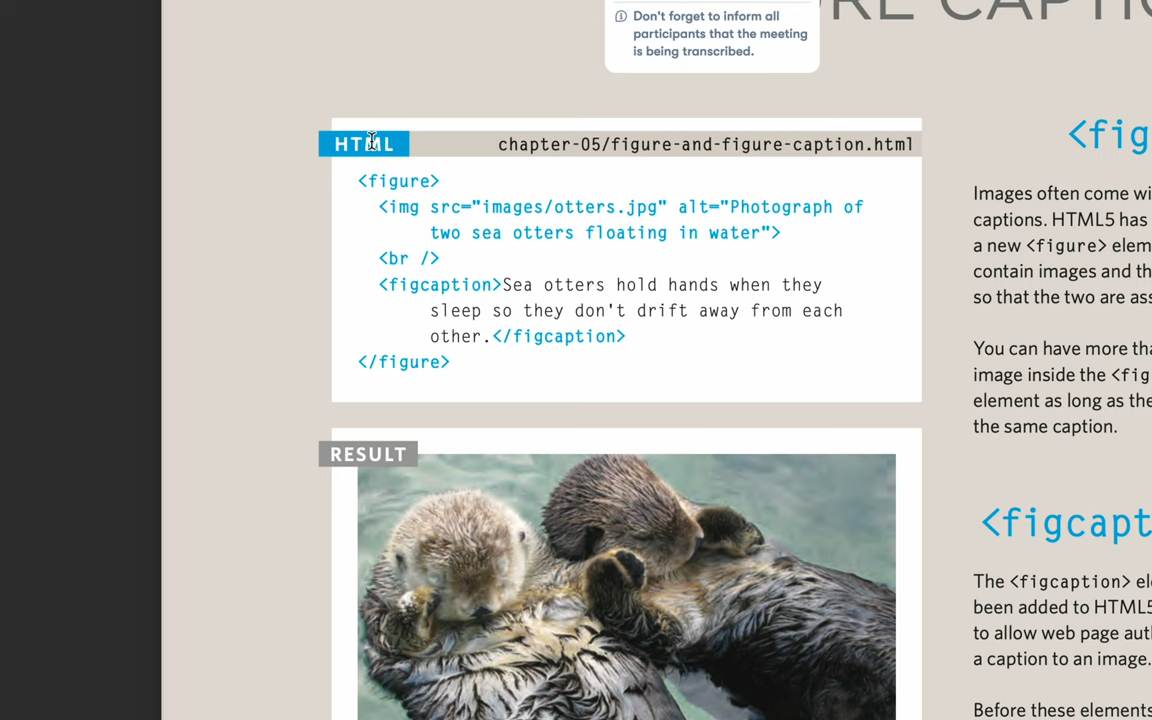 RE CAPTIO
Don't forget to inform all
participants that the meeting
is being transcribed.
HTML
chapter-05/figure-and-figure-caption.html
<figure>
<img src="images/otters.jpg" alt="Photograph of
two sea otters floating in water">
<br />
<figcaption>Sea otters hold hands when they
sleep so they don't drift away from each
other.</figcaption>
</figure>
RESULT
<fig
Images often come wi
captions. HTML5 has
a new <figure> elem
contain images and th
so that the two are ass
You can have more tha
image inside the <fig
element as long as the
the same caption.
<figcapt
The <figcaption> el
been added to HTML5
to allow web page aut
a caption to an image.
Before these elements